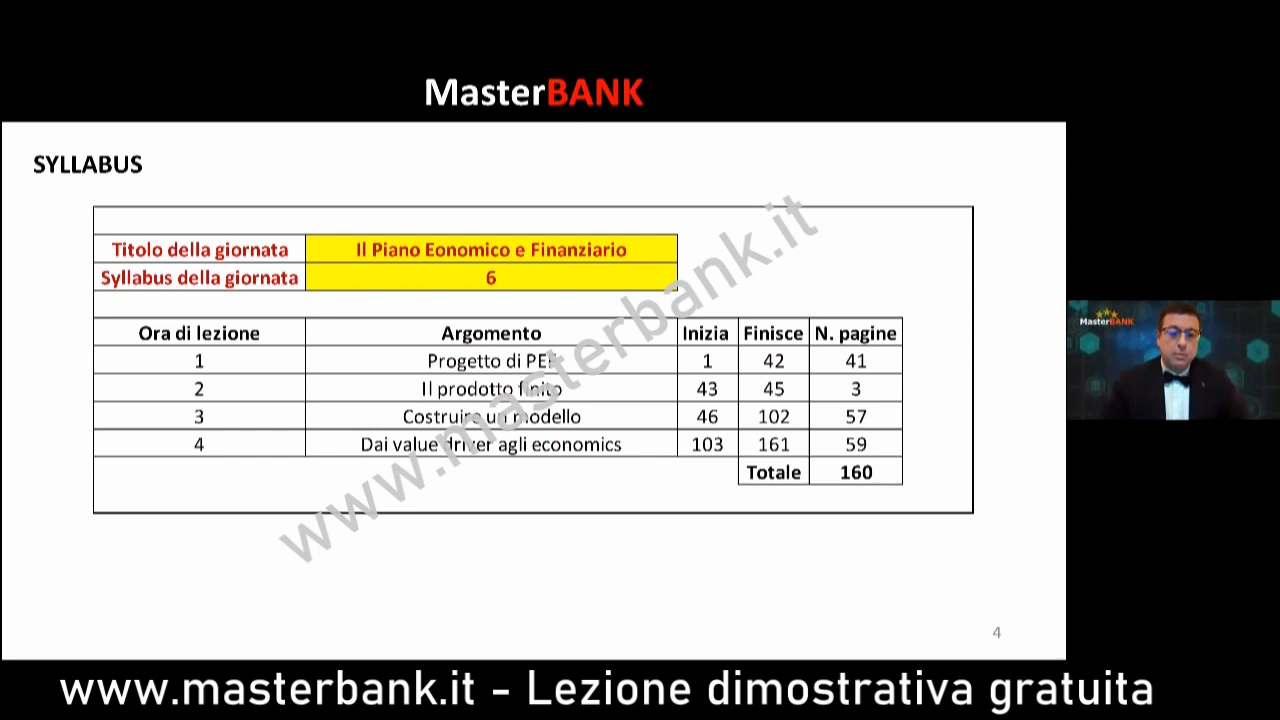 MasterBANK
SYLLABUS
Titolo della giornata Il Piano Eonomico e Finanziario
Syllabus della giornata 6
Ora di lezione Argomento Inizia Finisce N. pagine
1 Progetto di PEF 1 42 41
2 Il prodotto finito 43 45 3
3 Costruire un modello 46 102 57
4 Dai value driver agli economics 103 161 59
Totale 160
www.masterbank.it
4
MasterBANK
www.masterbank.it - Lezione dimostrativa gratuita